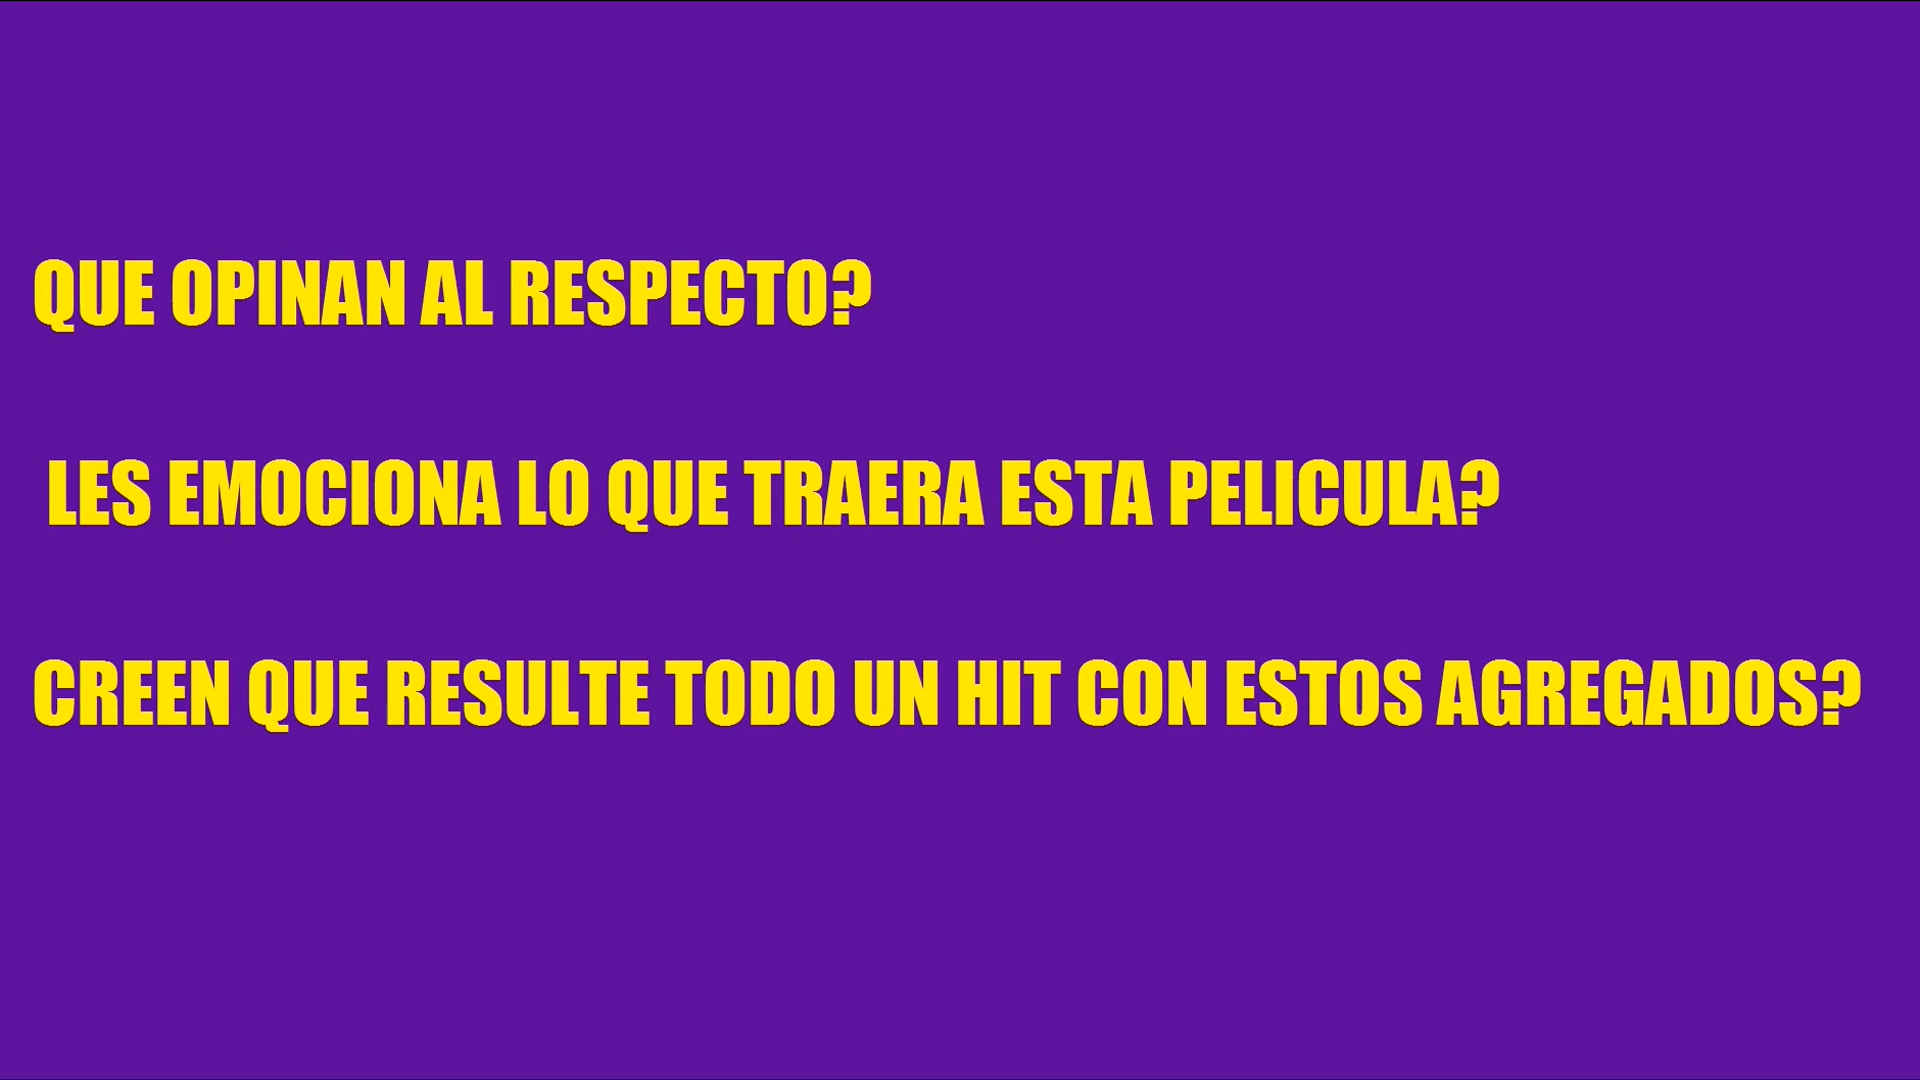 QUE OPINAN AL RESPECTO?
LES EMOCIONA LO QUE TRAERA ESTA PELICULA?
CREEN QUE RESULTE TODO UN HIT CON ESTOS AGREGADOS?